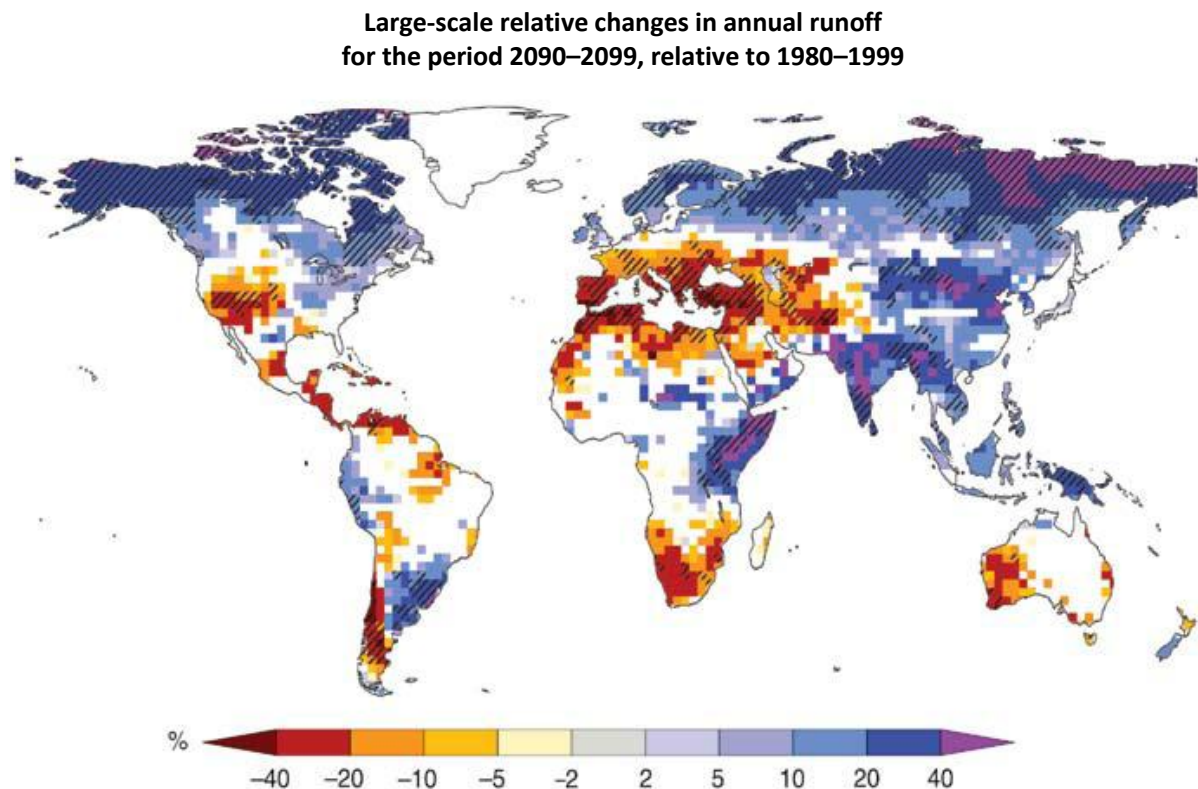 Large-scale relative changes in annual runoff
for the period 2090–2099, relative to 1980–1999
%
–40 –20 –10 –5 –2 2 5 10 20 40